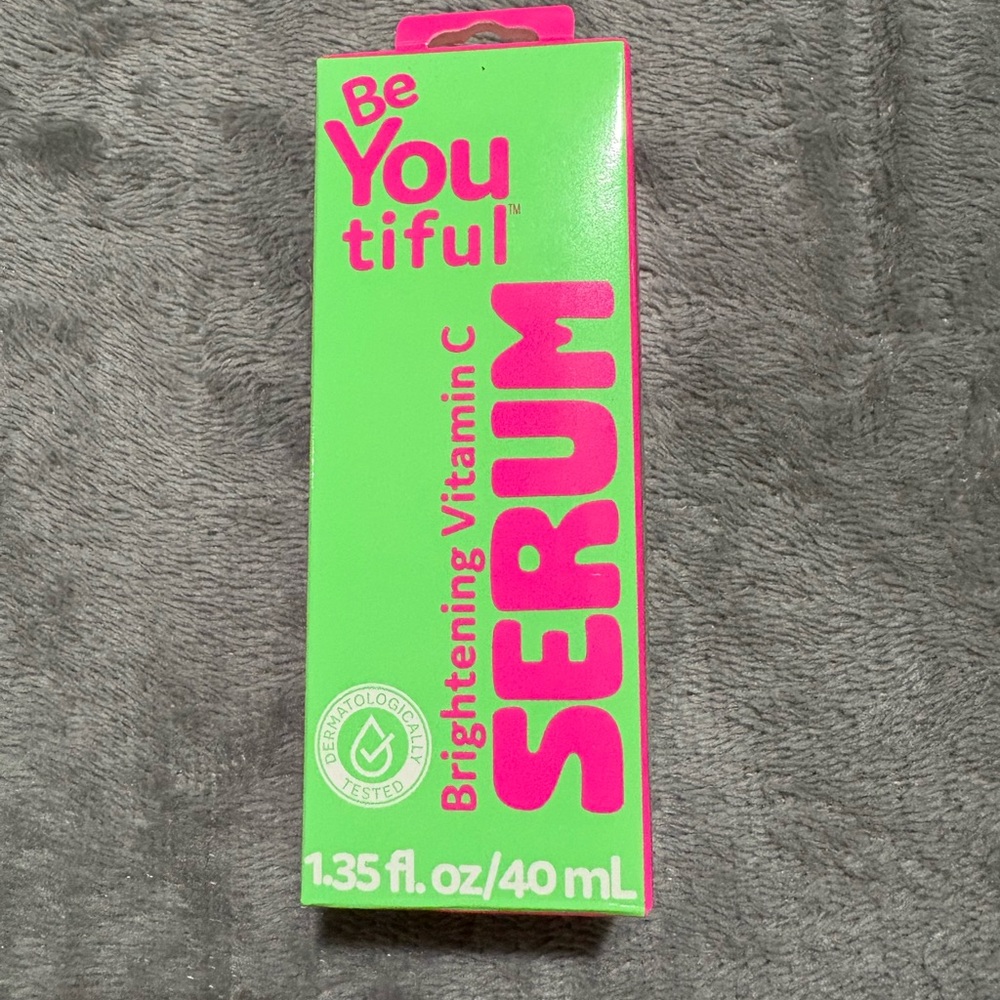 Be
You
tiful™
Brightening Vitamin C
SERUM
DERMATOLOGICALLY
TESTED
1.35 fl. oz/40 mL